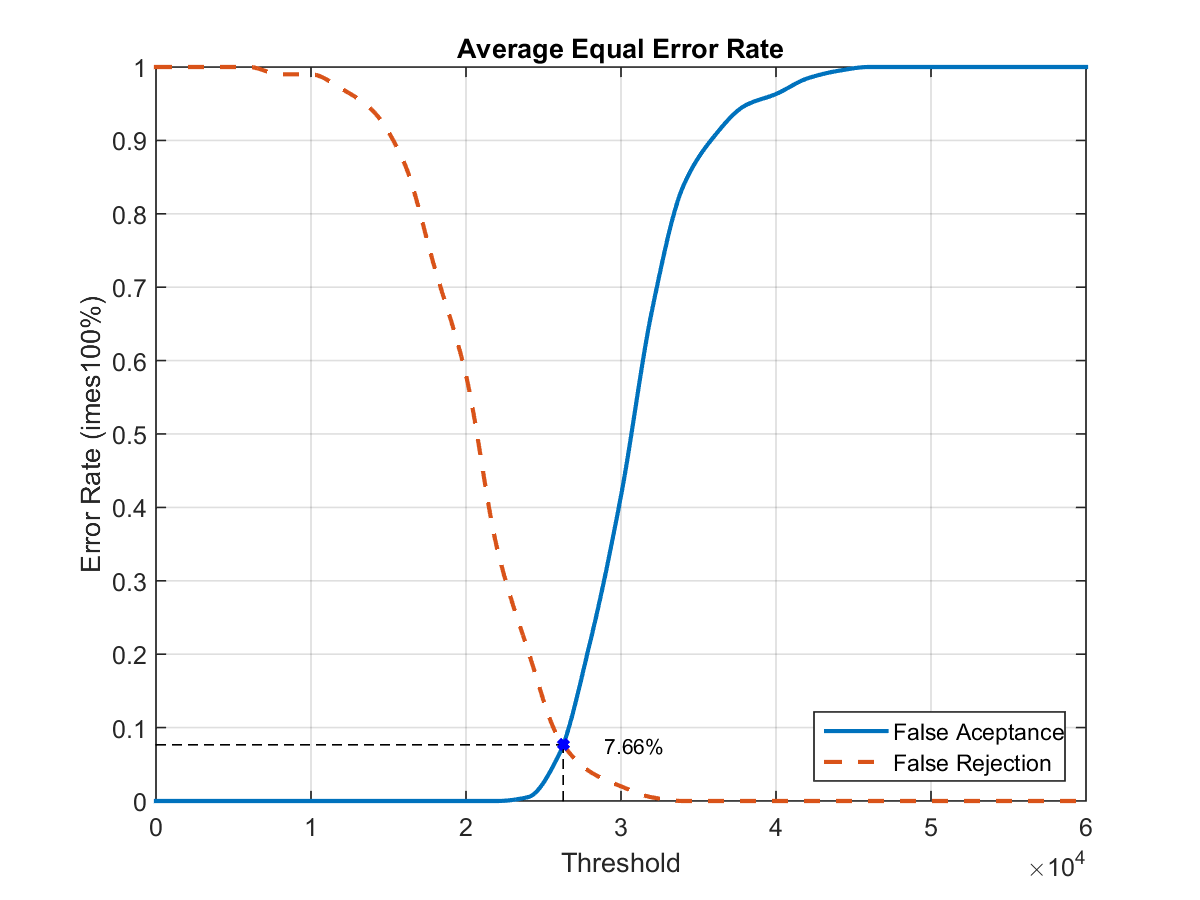 Average Equal Error Rate
1
0.9
0.8
0.7
0.6
0.5
0.4
0.3
0.2
0.1
0
Error Rate (imes100%)
7.66%
False Aceptance
False Rejection
0 1 2 3 4 5 6
Threshold
×10⁴